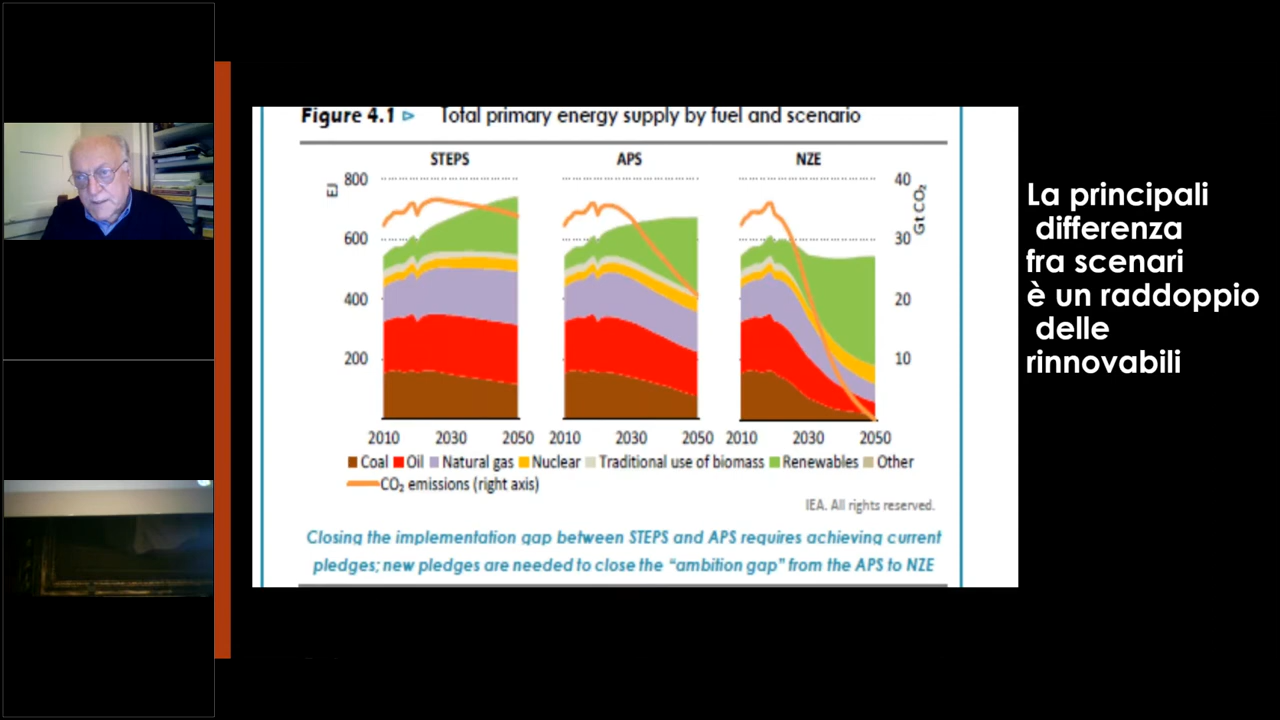 Figure 4.1 ▷ Total primary energy supply by fuel and scenario
STEPS APS NZE
EJ 800 40 Gt CO₂
600 30
400 20
200 10
2010 2030 2050 2010 2030 2050 2010 2030 2050
Coal Oil Natural gas Nuclear Traditional use of biomass Renewables Other
CO₂ emissions (right axis)
IEA. All rights reserved.
Closing the implementation gap between STEPS and APS requires achieving current
pledges; new pledges are needed to close the “ambition gap” from the APS to NZE
La principali
differenza
fra scenari
è un raddoppio
delle
rinnovabili